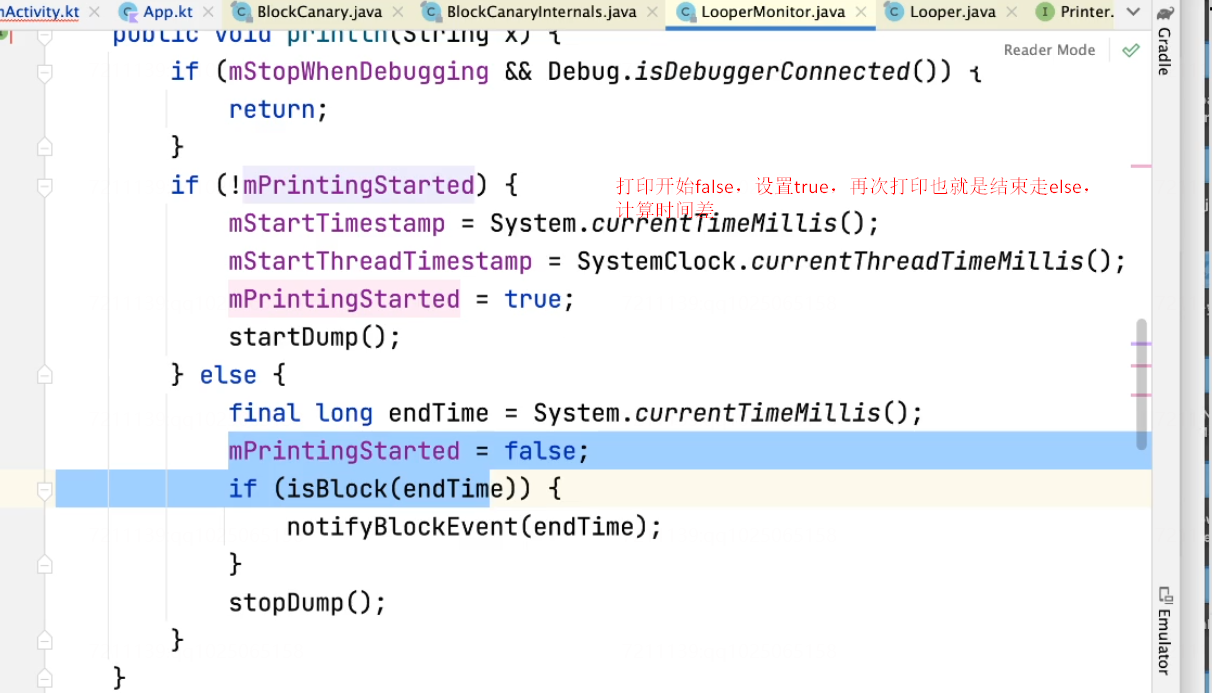 nActivity.kt
App.kt
BlockCanary.java
BlockCanaryInternals.java
LooperMonitor.java
Looper.java
Printer.
public void println(String x) {
Reader Mode
if (mStopWhenDebugging && Debug.isDebuggerConnected()) {
return;
}
if (!mPrintingStarted) {
打印开始false，设置true，再次打印也就是结束走else，
计算时间差
mStartTimestamp = System.currentTimeMillis();
mStartThreadTimestamp = SystemClock.currentThreadTimeMillis();
mPrintingStarted = true;
startDump();
} else {
final long endTime = System.currentTimeMillis();
mPrintingStarted = false;
if (isBlock(endTime)) {
notifyBlockEvent(endTime);
}
stopDump();
}
}
Gradle
Emulator